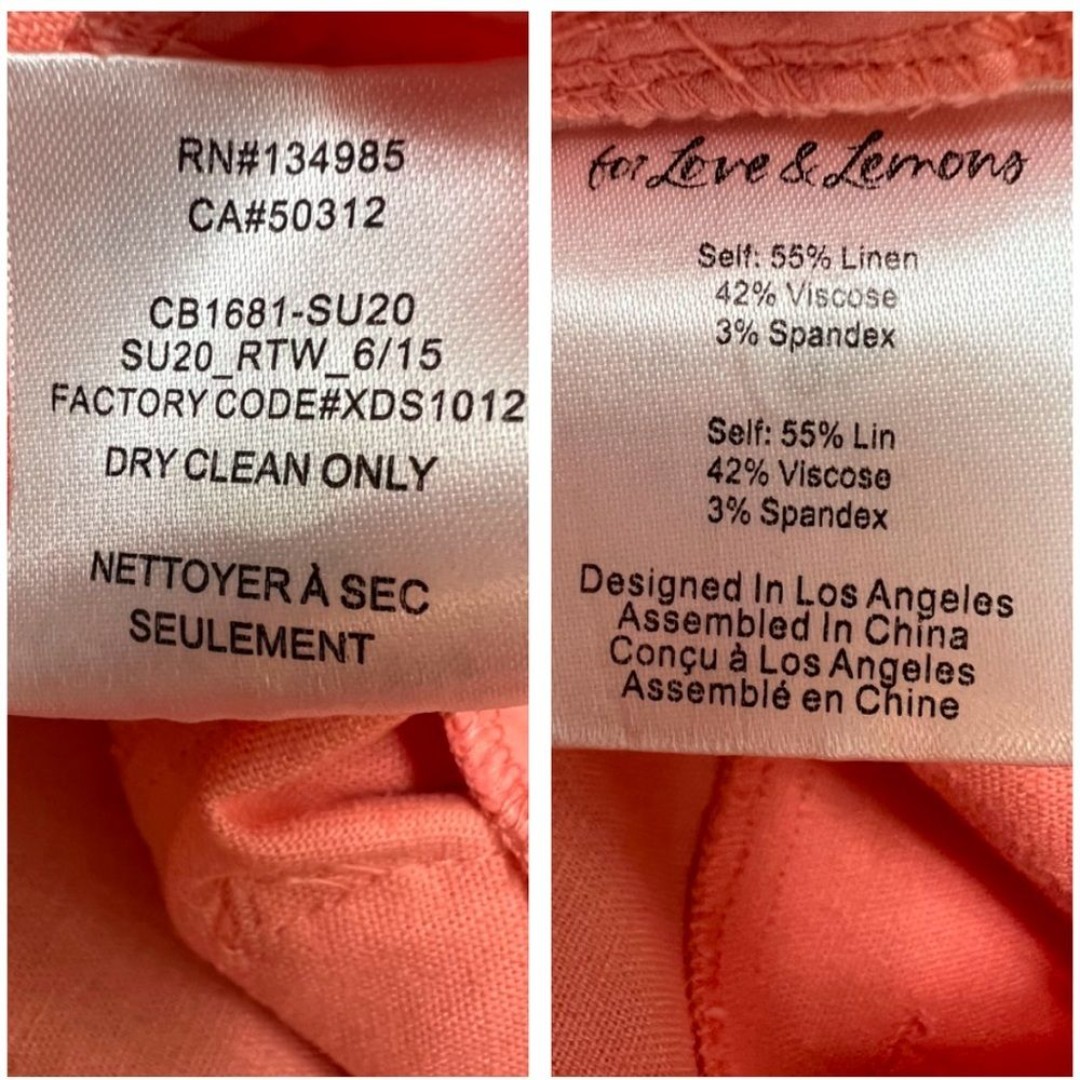 RN#134985
CA#50312
CB1681-SU20
SU20_RTW_6/15
FACTORY CODE#XDS1012
DRY CLEAN ONLY
NETTOYER À SEC
SEULEMENT
for Love & Lemons
Self: 55% Linen
42% Viscose
3% Spandex
Self: 55% Lin
42% Viscose
3% Spandex
Designed In Los Angeles
Assembled In China
Conçu à Los Angeles
Assemblé en Chine